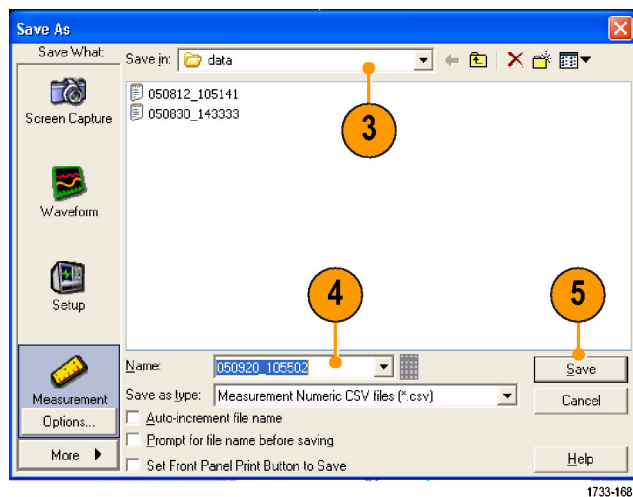 Save As
Save What:
Save in: data
050812_105141
050830_143333
3
Screen Capture
Waveform
Setup
4
5
Name: 050920_105502
Save
Measurement
Save as type: Measurement Numeric CSV files (*.csv)
Cancel
Options...
Auto-increment file name
Prompt for file name before saving
More
Set Front Panel Print Button to Save
Help
1733-168